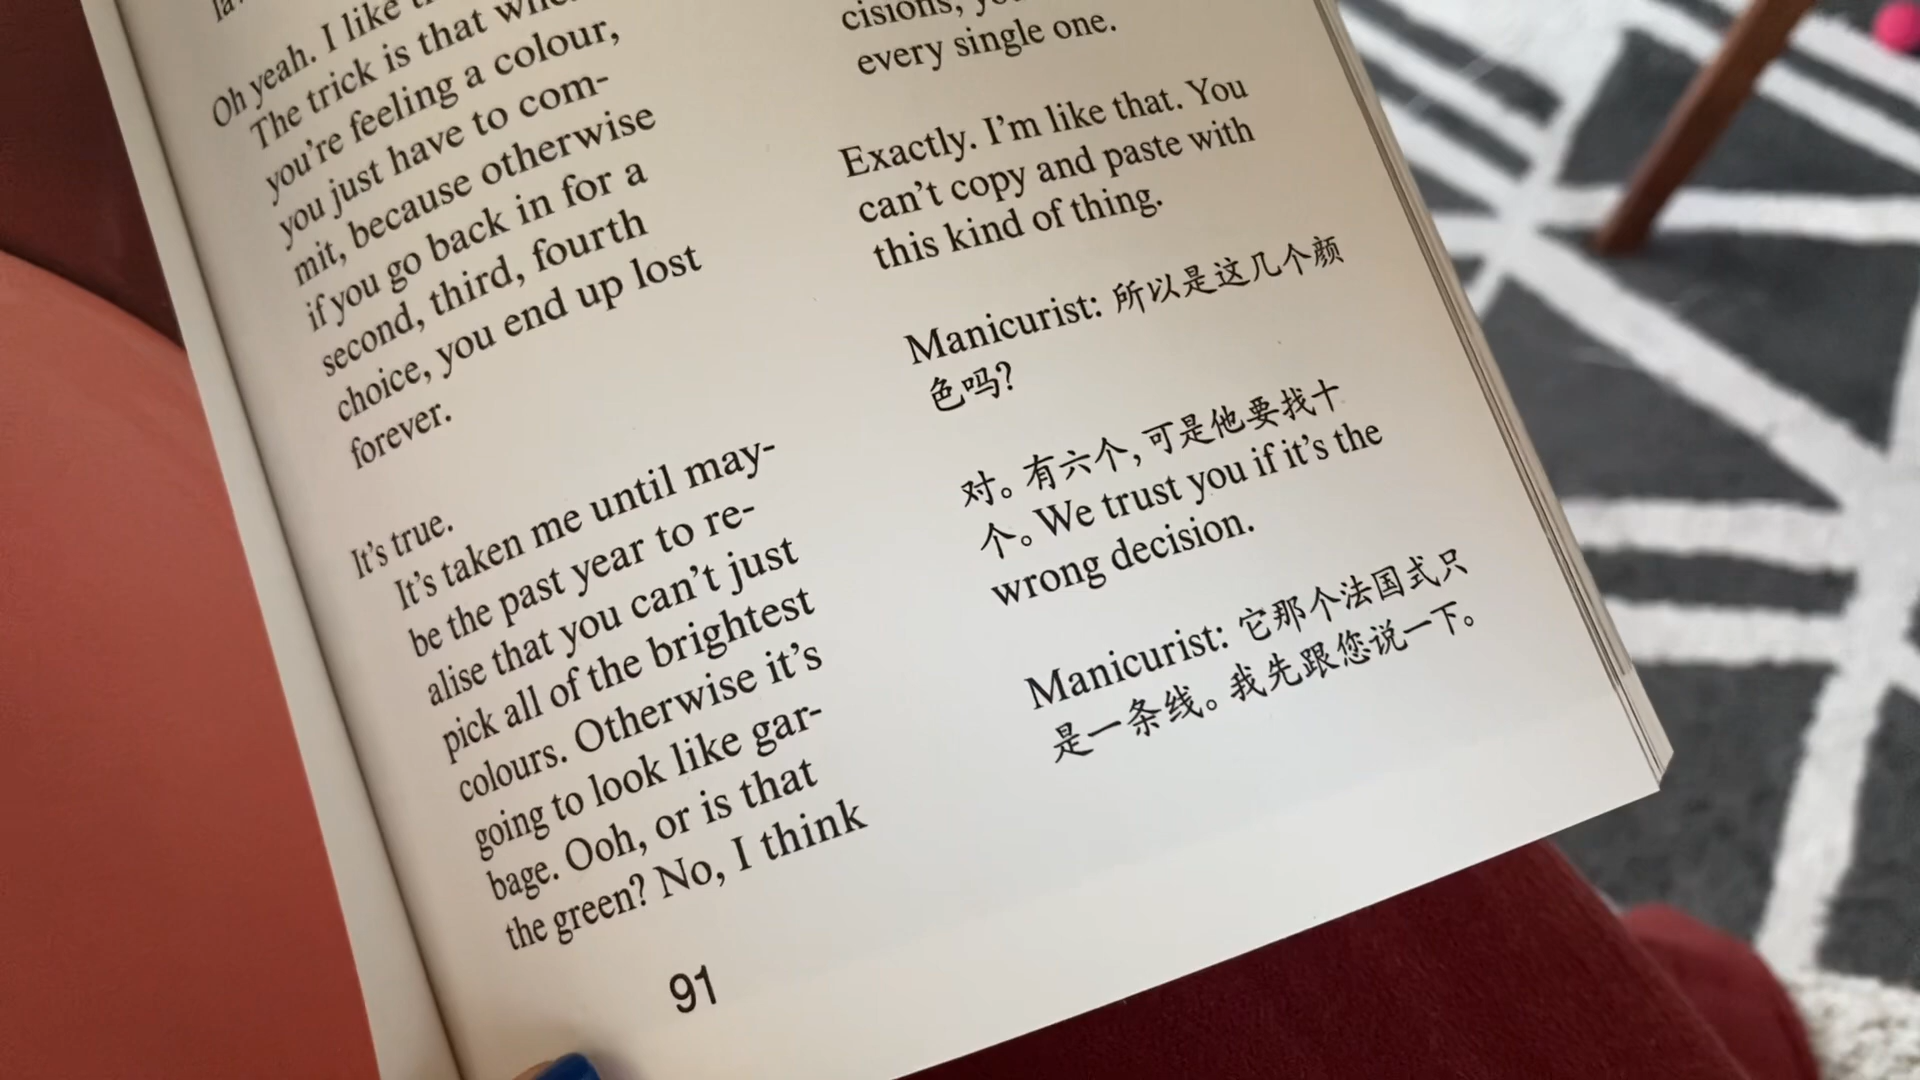 Oh yeah. I like
The trick is that
you're feeling a colour,
you just have to com-
mit, because otherwise
if you go back in for a
second, third, fourth
choice, you end up lost
forever.
It's true.
It's taken me until may-
be the past year to re-
alise that you can't just
pick all of the brightest
colours. Otherwise it's
going to look like gar-
bage. Ooh, or is that
the green? No, I think
91
cisions,
every single one.
Exactly. I'm like that. You
can't copy and paste with
this kind of thing.
Manicurist: 所以是这几个颜
色吗?
对。有六个, 可是他要找十
个。We trust you if it's the
wrong decision.
Manicurist: 它那个法国式只
是一条线。我先跟您说一下。